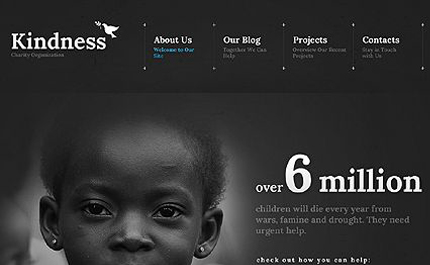 Kindness
Charity Organization
About Us
Welcome to Our
Site
Our Blog
Together We Can
Help
Projects
Overview Our Recent
Projects
Contacts
Stay in Touch
with Us
over 6 million
children will die every year from
wars, famine and drought. They need
urgent help.
check out how you can help: